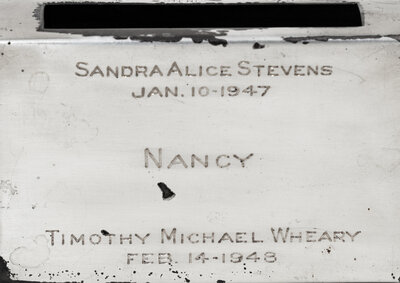 SANDRA ALICE STEVENS
JAN. 10-1947
NANCY
TIMOTHY MICHAEL WHEARY
FEB. 14-1948